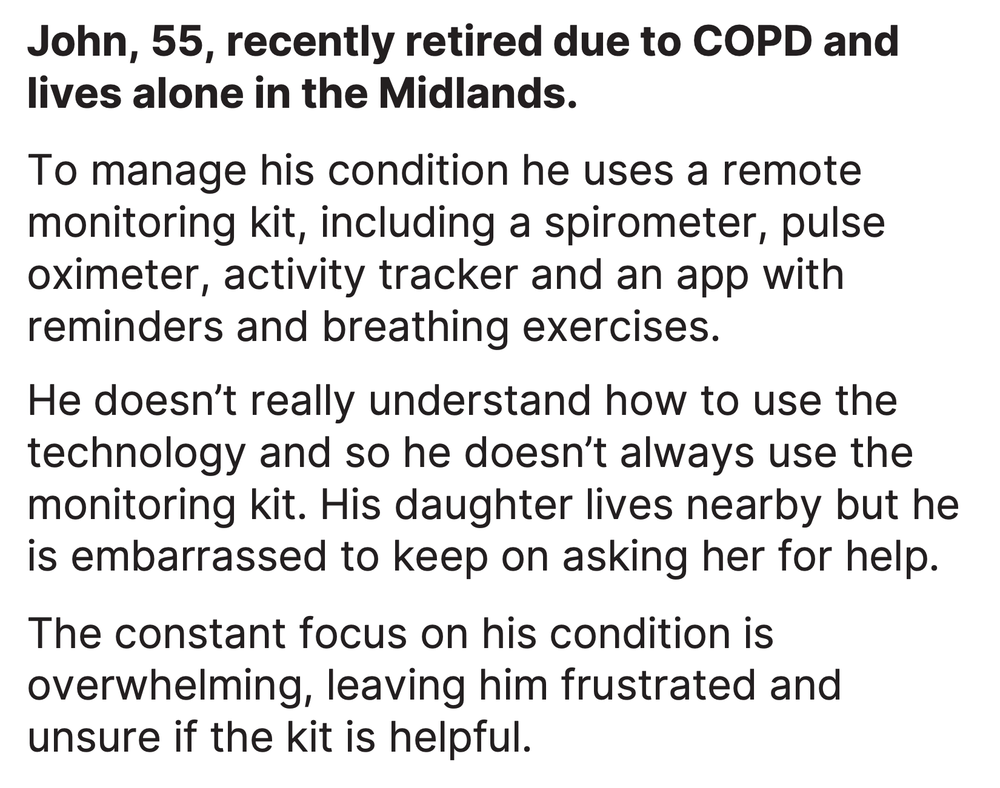 John, 55, recently retired due to COPD and
lives alone in the Midlands.
To manage his condition he uses a remote
monitoring kit, including a spirometer, pulse
oximeter, activity tracker and an app with
reminders and breathing exercises.
He doesn’t really understand how to use the
technology and so he doesn’t always use the
monitoring kit. His daughter lives nearby but he
is embarrassed to keep on asking her for help.
The constant focus on his condition is
overwhelming, leaving him frustrated and
unsure if the kit is helpful.